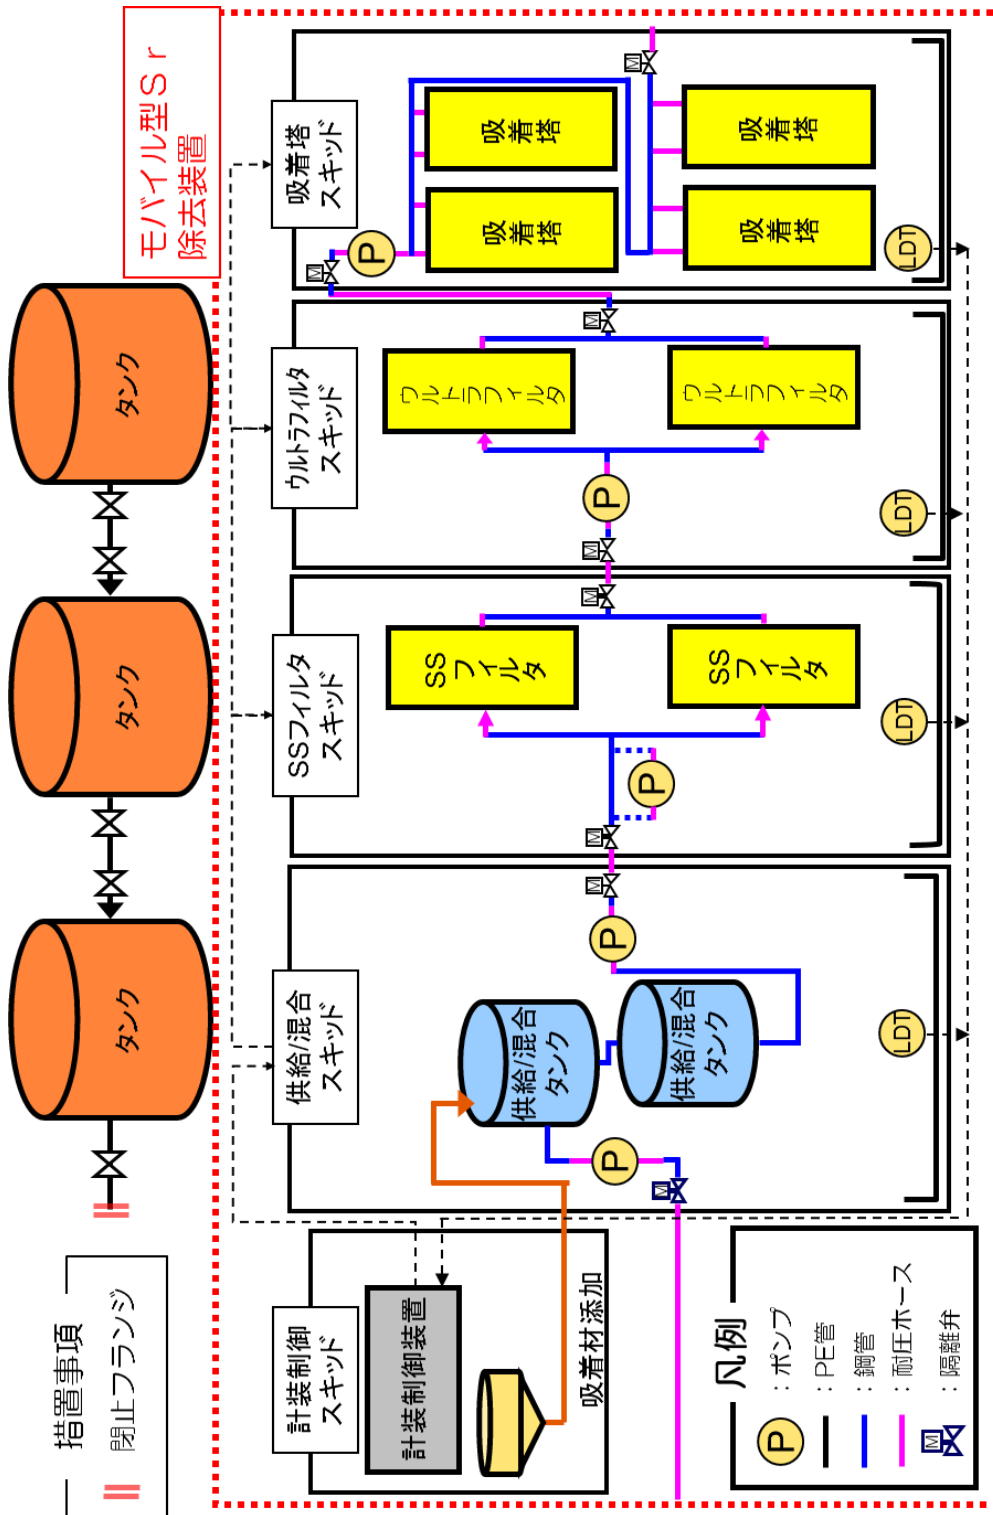 モバイル型Ｓｒ
除去装置
タンク
タンク
タンク
措置事項
閉止フランジ
計装制御
スキッド
供給/混合
スキッド
SSフィルタ
スキッド
ウルトラフィルタ
スキッド
吸着塔
スキッド
計装制御装置
吸着材添加
供給/混合
タンク
供給/混合
タンク
P
P
M
M
LDT
M
P
SS
フィルタ
SS
フィルタ
M
LDT
M
P
ウルトラ
フィルタ
ウルトラ
フィルタ
M
LDT
M
P
吸着塔
吸着塔
吸着塔
吸着塔
M
LDT
凡例
P
：ポンプ
：PE管
：鋼管
：耐圧ホース
M
：隔離弁